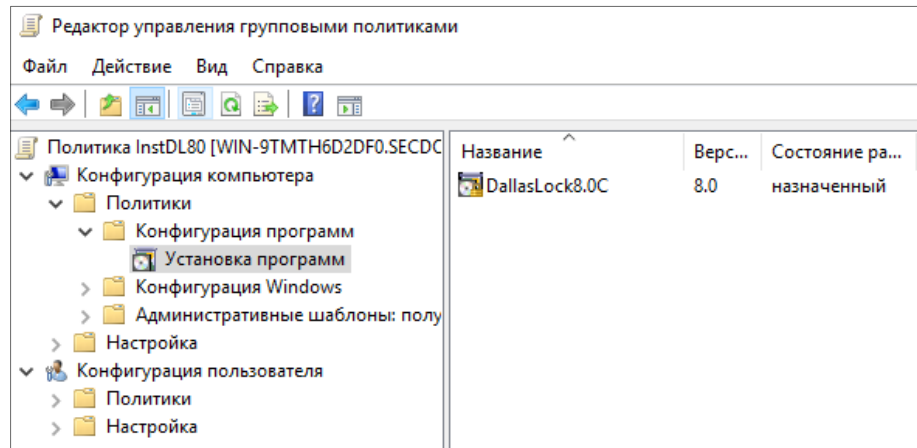 Редактор управления групповыми политиками
Файл Действие Вид Справка
Политика InstDL80 [WIN-9TMTH6D2DF0.SECDC
Конфигурация компьютера
Политики
Конфигурация программ
Установка программ
Конфигурация Windows
Административные шаблоны: полу
Настройка
Конфигурация пользователя
Политики
Настройка
Название Верс... Состояние ра...
DallasLock8.0C 8.0 назначенный